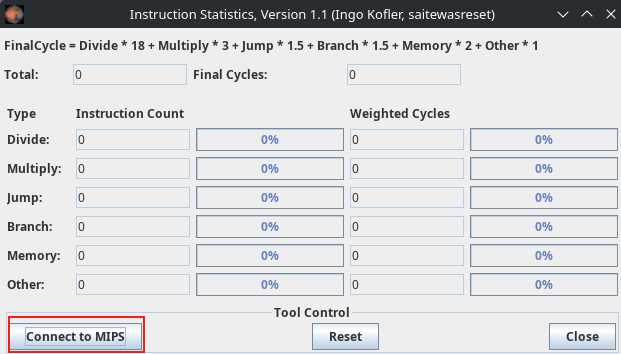 Instruction Statistics, Version 1.1 (Ingo Kofler, saitewasreset)
FinalCycle = Divide * 18 + Multiply * 3 + Jump * 1.5 + Branch * 1.5 + Memory * 2 + Other * 1
Total: 0 Final Cycles: 0
Type Instruction Count Weighted Cycles
Divide: 0 0% 0 0%
Multiply: 0 0% 0 0%
Jump: 0 0% 0 0%
Branch: 0 0% 0 0%
Memory: 0 0% 0 0%
Other: 0 0% 0 0%
Tool Control
Connect to MIPS Reset Close